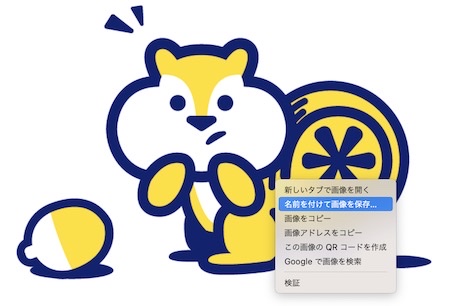 新しいタブで画像を開く
名前を付けて画像を保存...
画像をコピー
画像アドレスをコピー
この画像の QR コードを作成
Google で画像を検索
検証